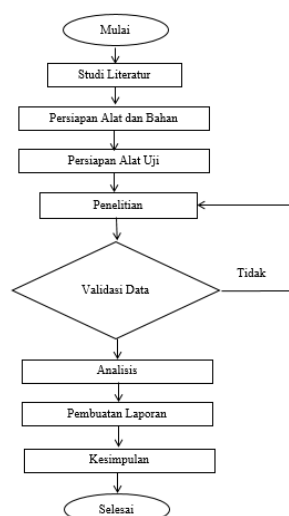 Mulai
Studi Literatur
Persiapan Alat dan Bahan
Persiapan Alat Uji
Penelitian
Validasi Data
Tidak
Analisis
Pembuatan Laporan
Kesimpulan
Selesai